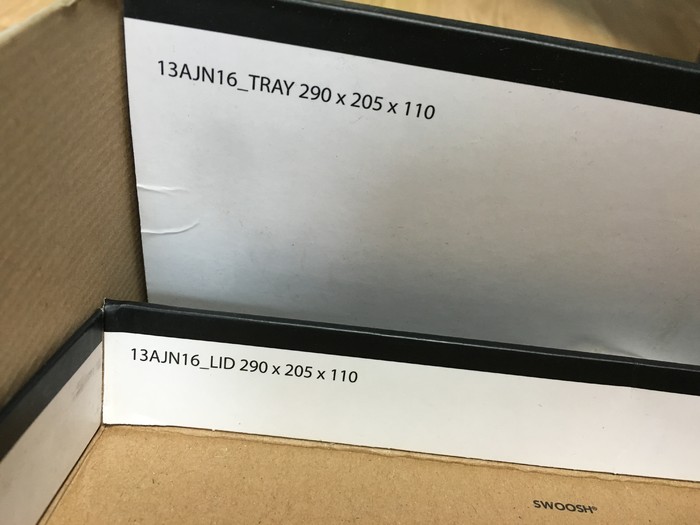 13AJN16_TRAY 290 x 205 x 110
13AJN16_LID 290 x 205 x 110
SWOOSH®